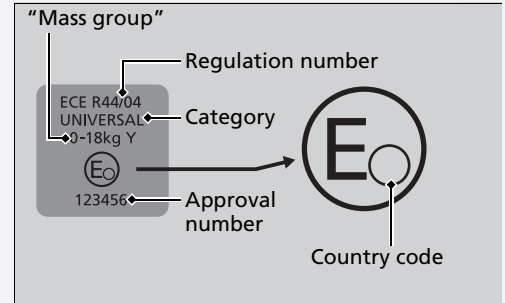 "Mass group"
Regulation number
ECE R44/04
UNIVERSAL
Category
0-18kg Y
E
E
123456
Approval
number
Country code